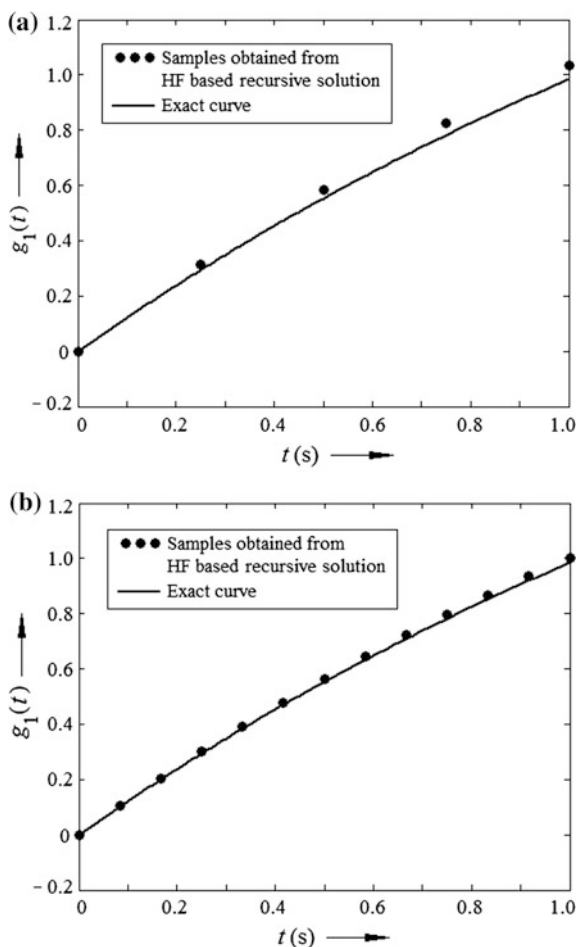 (a)
1.2
Samples obtained from
HF based recursive solution
Exact curve
1.0
0.8
0.6
0.4
0.2
0
− 0.2
g1(t)
0 0.2 0.4 0.6 0.8 1.0
t (s)
(b)
1.2
Samples obtained from
HF based recursive solution
Exact curve
1.0
0.8
0.6
0.4
0.2
0
− 0.2
g1(t)
0 0.2 0.4 0.6 0.8 1.0
t (s)